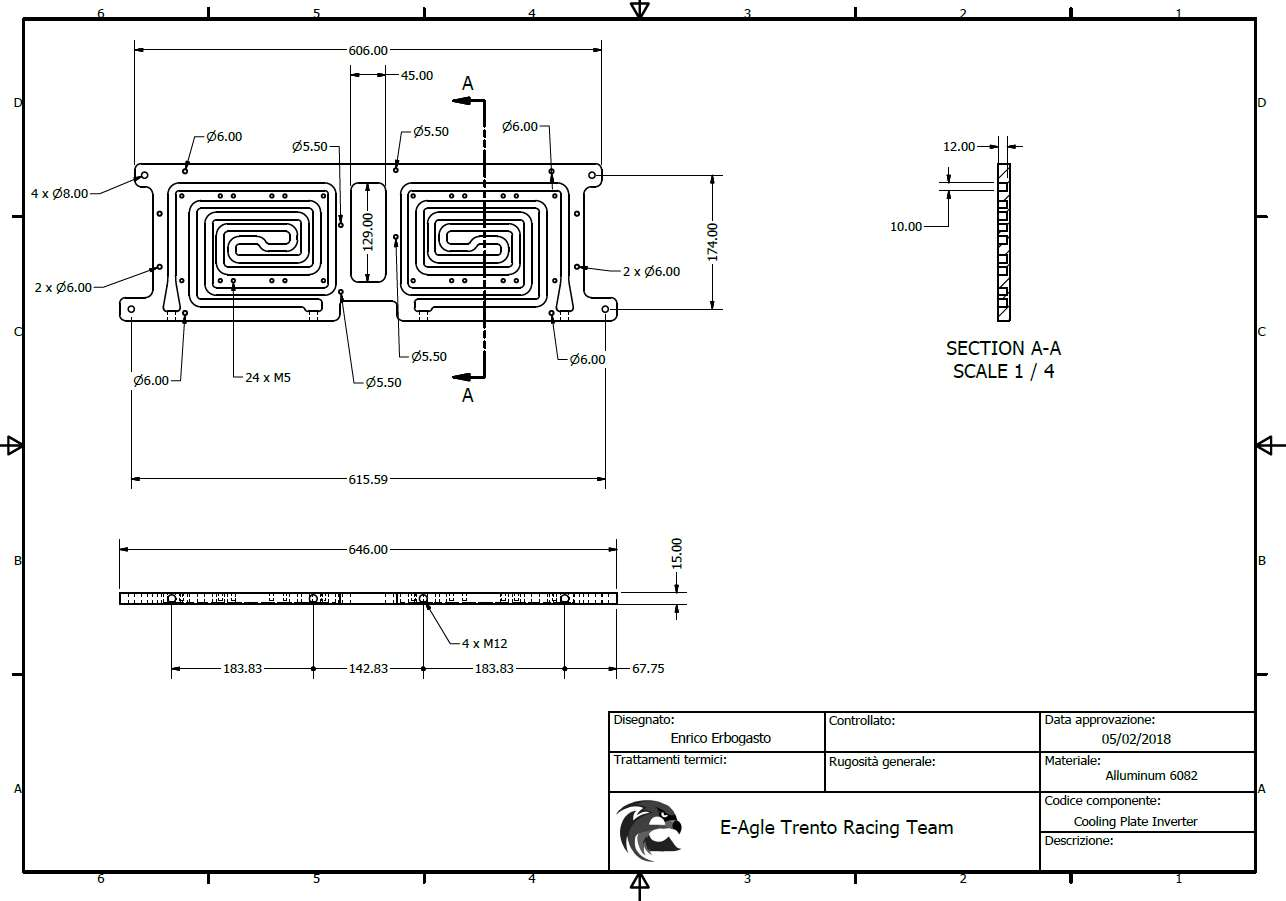 6 5 4 3 2 1
D D
606.00
45.00
A
Ø6.00
Ø5.50
Ø5.50
Ø6.00
12.00
4 x Ø8.00
129.00
174.00
10.00
2 x Ø6.00
2 x Ø6.00
C C
SECTION A-A
SCALE 1 / 4
Ø6.00
24 x M5
Ø5.50
Ø5.50
Ø6.00
A
615.59
B B
646.00
15.00
4 x M12
183.83 142.83 183.83 67.75
A A
Disegnato:
Enrico Erbogasto
Controllato:
Data approvazione:
05/02/2018
Trattamenti termici:
Rugosità generale:
Materiale:
Alluminum 6082
E-Agle Trento Racing Team
Codice componente:
Cooling Plate Inverter
Descrizione:
6 5 4 3 2 1